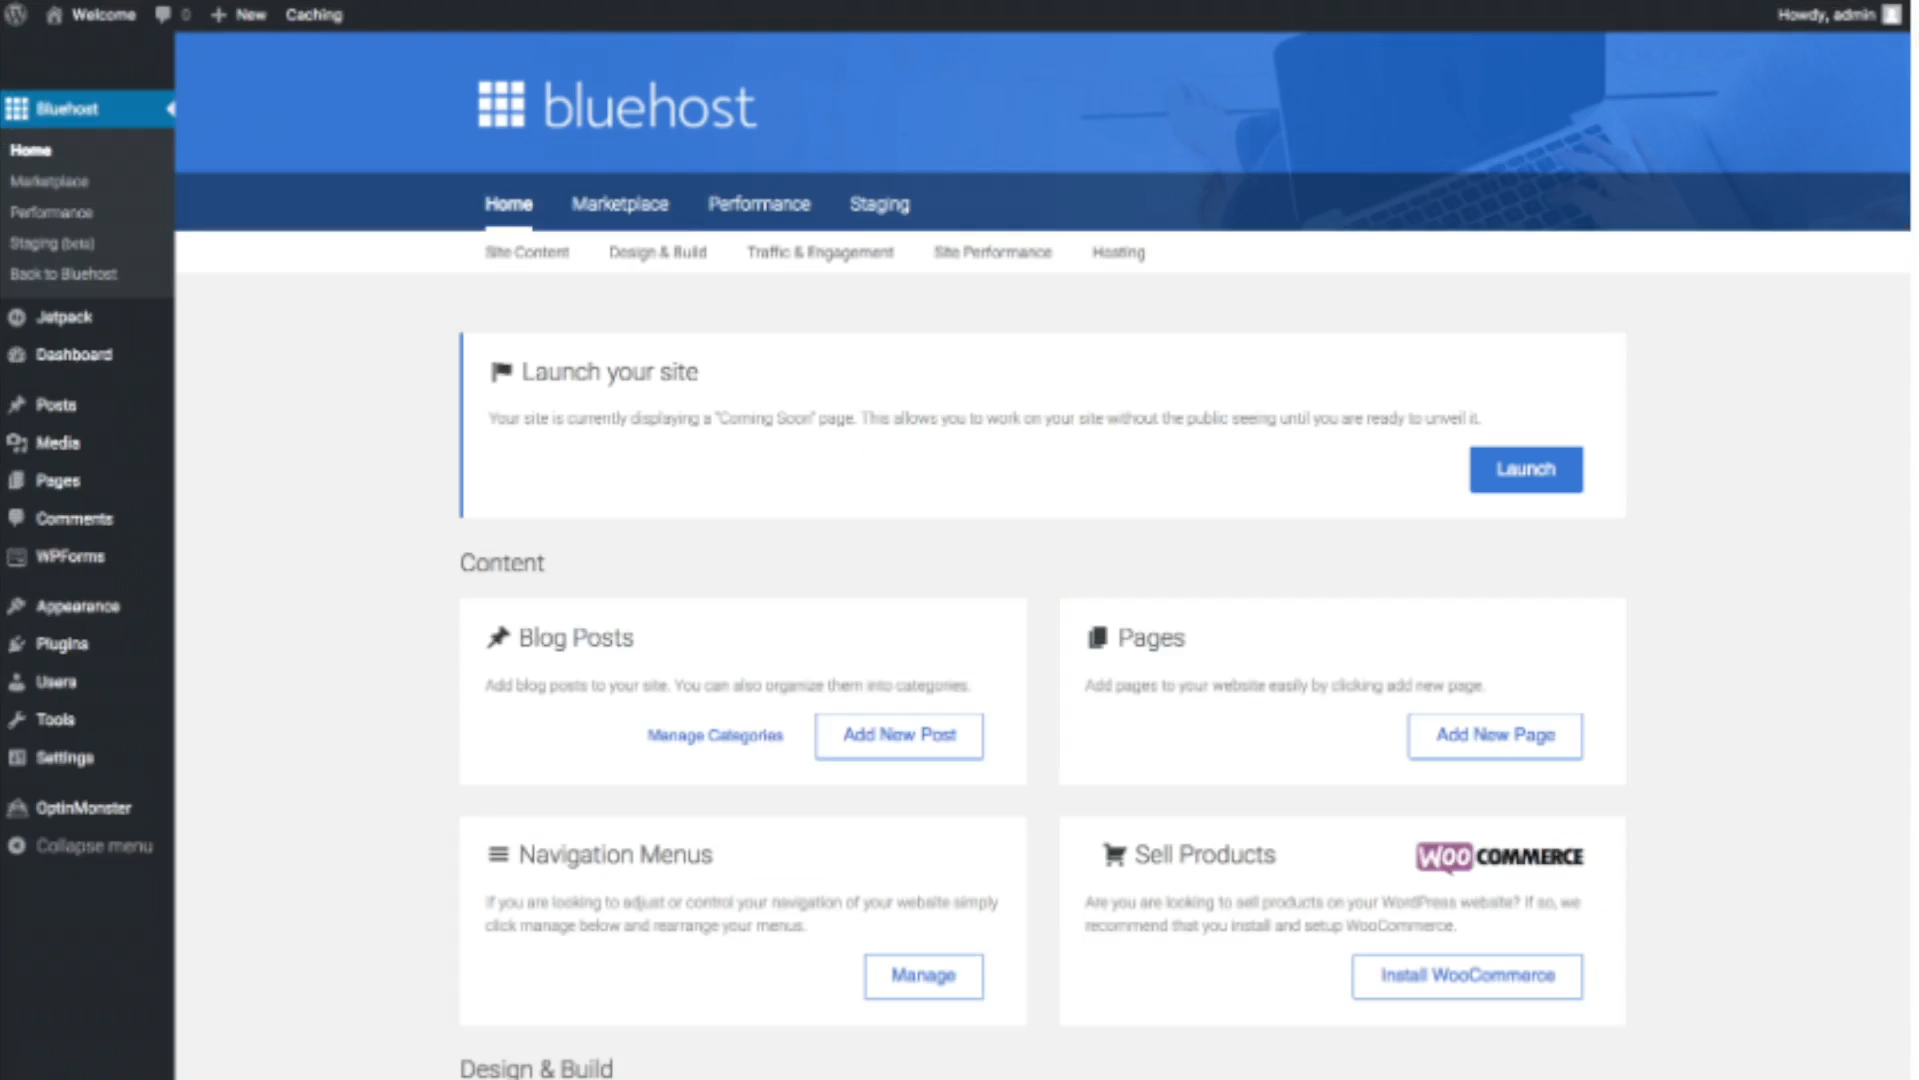 Welcome 0 New Caching Howdy, admin
bluehost
Bluehost
Home
Marketplace
Performance
Staging (beta)
Back to Bluehost
Jetpack
Dashboard
Posts
Media
Pages
Comments
WPForms
Appearance
Plugins
Users
Tools
Settings
OptinMonster
Collapse menu
Home Marketplace Performance Staging
Site Content Design & Build Traffic & Engagement Site Performance Hosting
Launch your site
Your site is currently displaying a "Coming Soon" page. This allows you to work on your site without the public seeing until you are ready to unveil it.
Launch
Content
Blog Posts
Add blog posts to your site. You can also organize them into categories.
Manage Categories Add New Post
Pages
Add pages to your website easily by clicking add new page.
Add New Page
Navigation Menus
If you are looking to adjust or control your navigation of your website simply
click manage below and rearrange your menus.
Manage
Sell Products WOO COMMERCE
Are you are looking to sell products on your WordPress website? If so, we
recommend that you install and setup WooCommerce.
Install WooCommerce
Design & Build